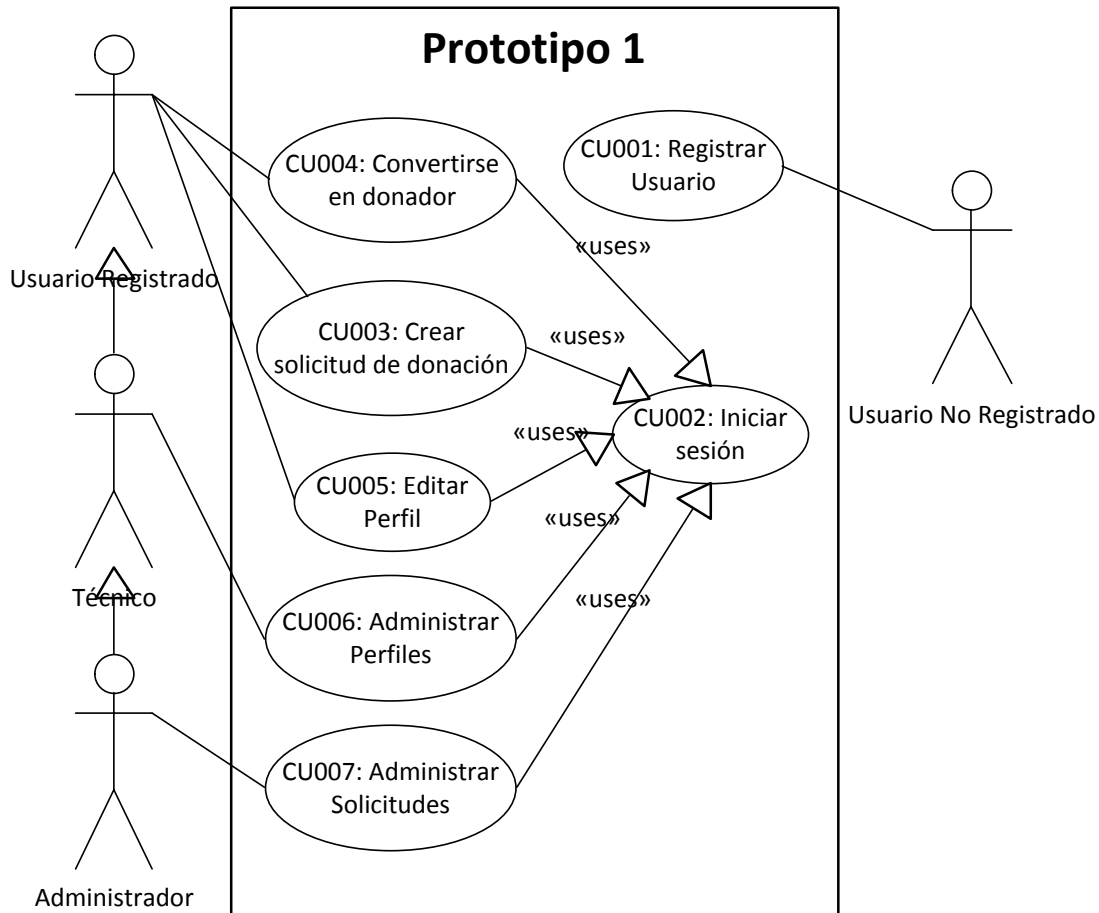 Prototipo 1
CU004: Convertirse
en donador
CU001: Registrar
Usuario
«uses»
Usuario Registrado
CU003: Crear
solicitud de donación
«uses»
CU002: Iniciar
sesión
Usuario No Registrado
«uses»
CU005: Editar
Perfil
«uses»
Técnico
«uses»
CU006: Administrar
Perfiles
CU007: Administrar
Solicitudes
Administrador